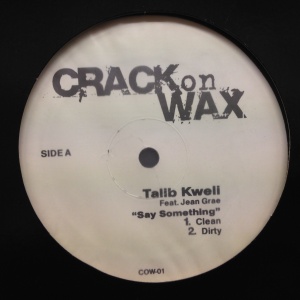 CRACK on
WAX
SIDE A
Talib Kweli
Feat. Jean Grae
"Say Something"
1. Clean
2. Dirty
COW-01